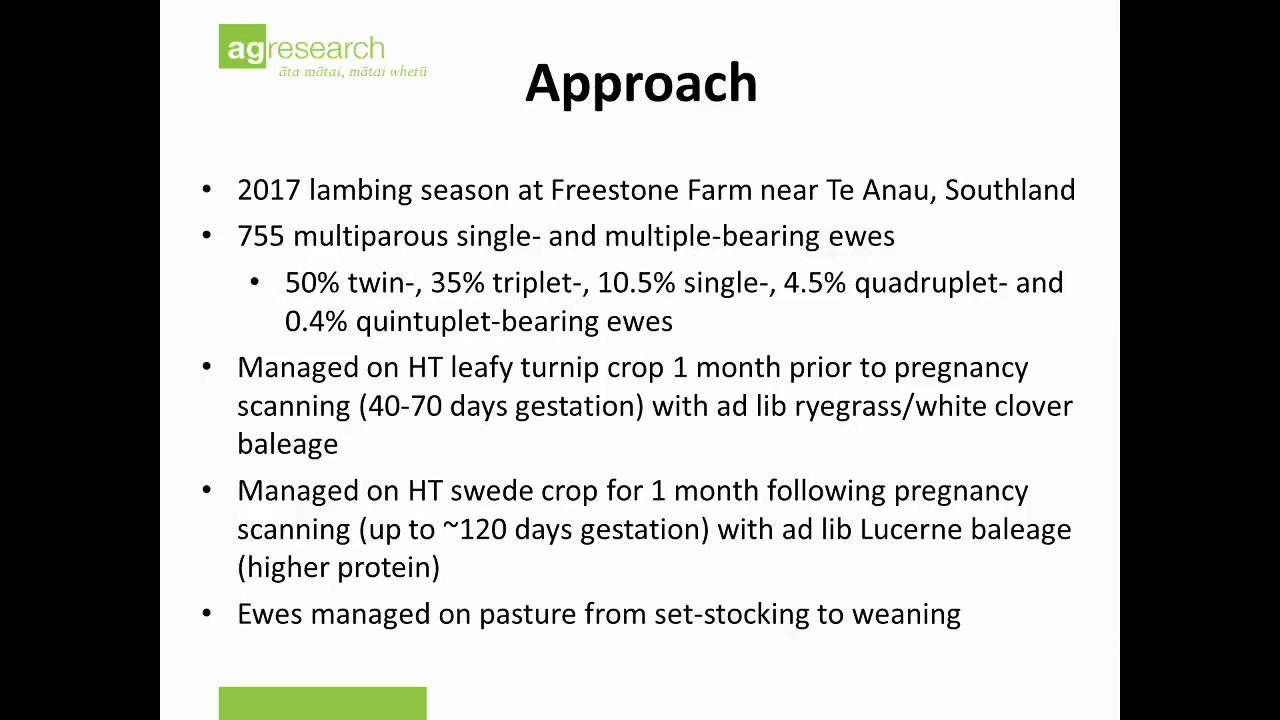 agresearch
āta mātai, mātai whetū
Approach
• 2017 lambing season at Freestone Farm near Te Anau, Southland
• 755 multiparous single- and multiple-bearing ewes
• 50% twin-, 35% triplet-, 10.5% single-, 4.5% quadruplet- and
0.4% quintuplet-bearing ewes
• Managed on HT leafy turnip crop 1 month prior to pregnancy
scanning (40-70 days gestation) with ad lib ryegrass/white clover
baleage
• Managed on HT swede crop for 1 month following pregnancy
scanning (up to ~120 days gestation) with ad lib Lucerne baleage
(higher protein)
• Ewes managed on pasture from set-stocking to weaning